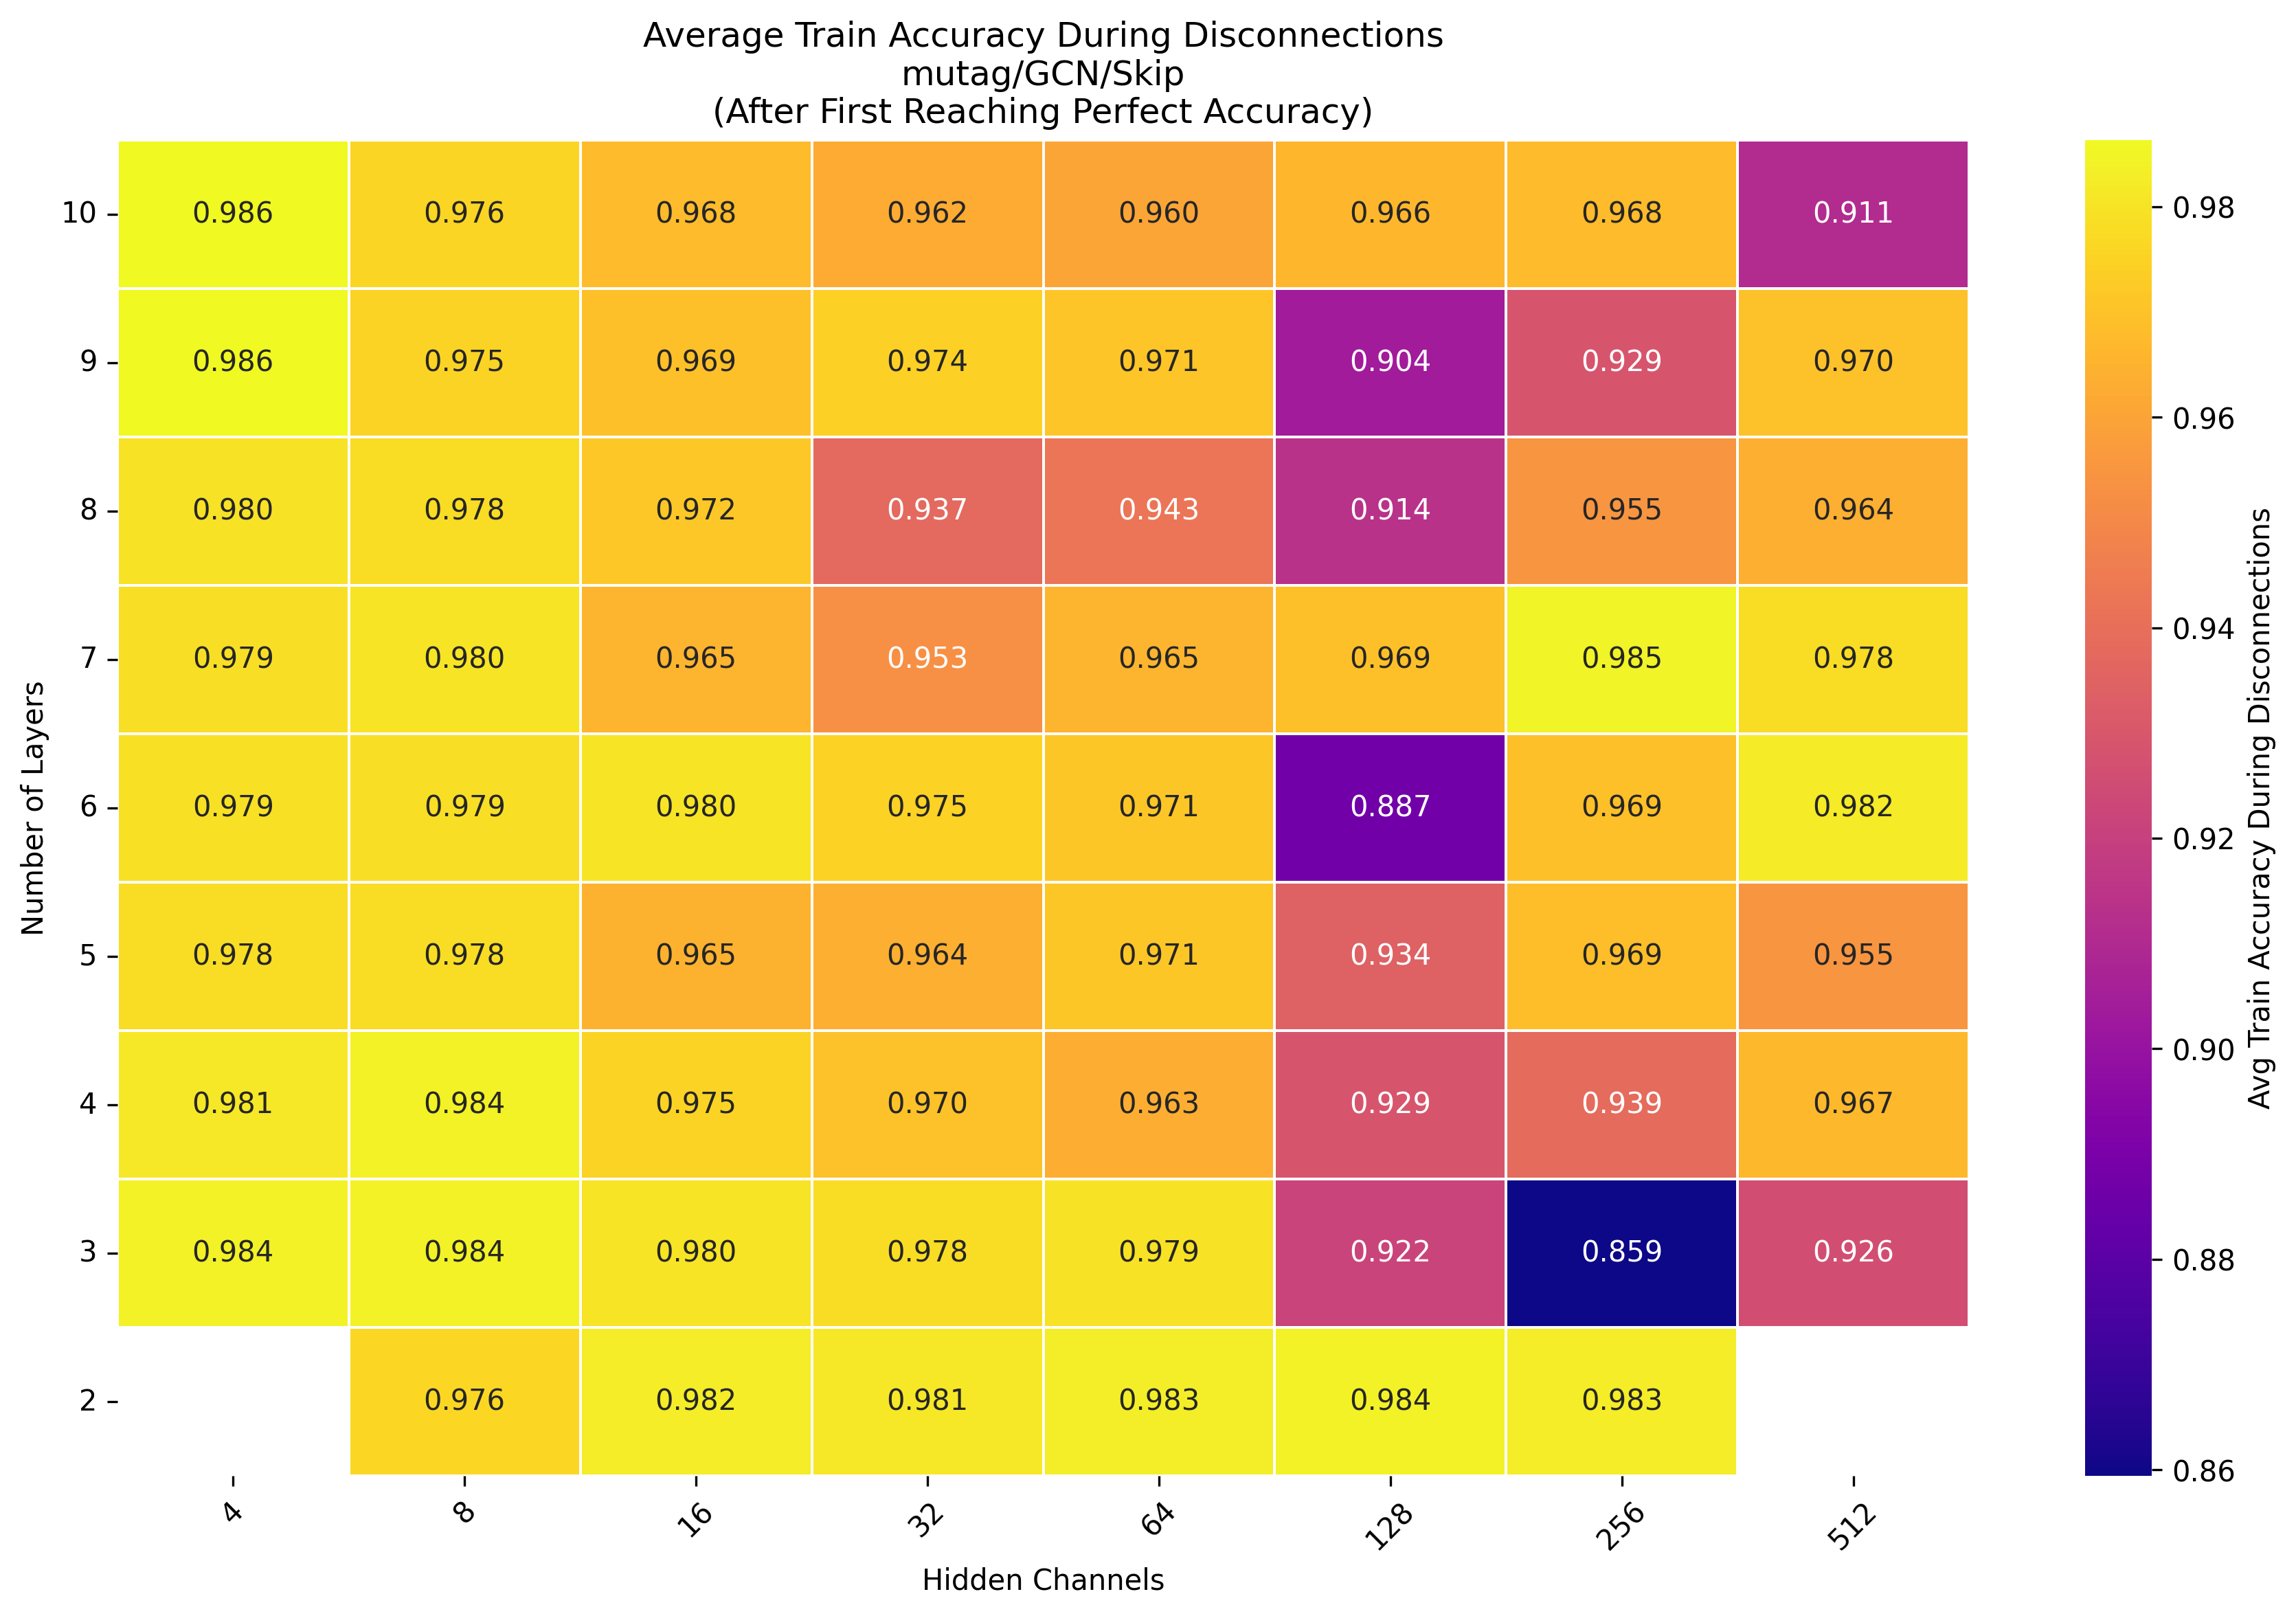 Average Train Accuracy During Disconnections
mutag/GCN/Skip
(After First Reaching Perfect Accuracy)
Number of Layers
10 0.986 0.976 0.968 0.962 0.960 0.966 0.968 0.911
9 0.986 0.975 0.969 0.974 0.971 0.904 0.929 0.970
8 0.980 0.978 0.972 0.937 0.943 0.914 0.955 0.964
7 0.979 0.980 0.965 0.953 0.965 0.969 0.985 0.978
6 0.979 0.979 0.980 0.975 0.971 0.887 0.969 0.982
5 0.978 0.978 0.965 0.964 0.971 0.934 0.969 0.955
4 0.981 0.984 0.975 0.970 0.963 0.929 0.939 0.967
3 0.984 0.984 0.980 0.978 0.979 0.922 0.859 0.926
2 0.976 0.982 0.981 0.983 0.984 0.983
4 8 16 32 64 128 256 512
Hidden Channels
0.98
0.96
0.94
0.92
0.90
0.88
0.86
Avg Train Accuracy During Disconnections